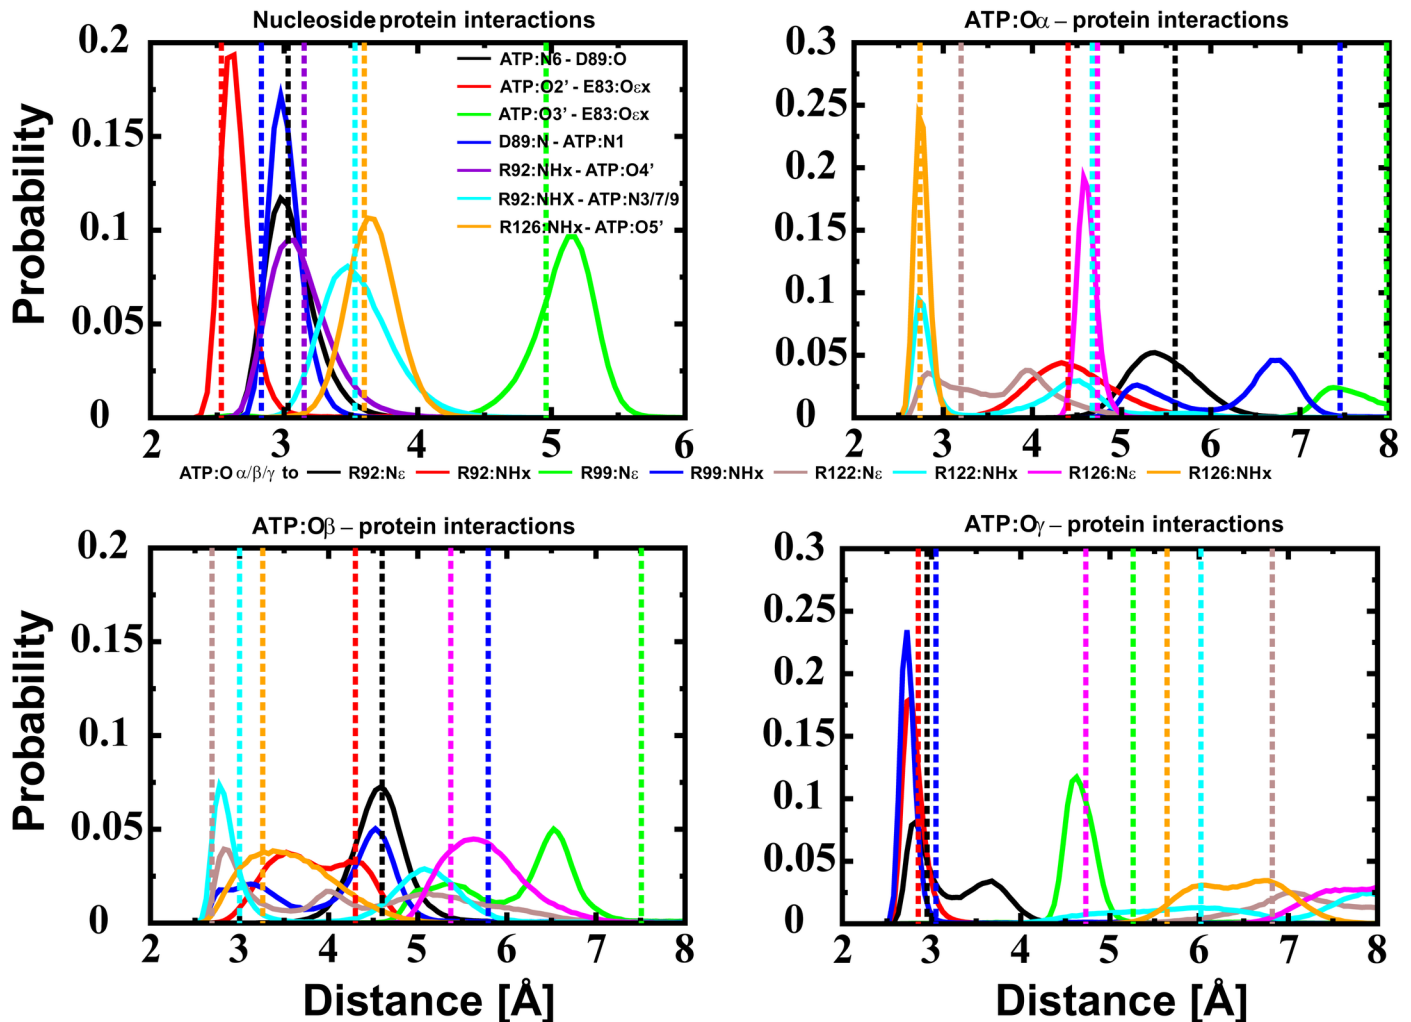 Nucleoside protein interactions
ATP:Oα – protein interactions
Probability
0.2
0.15
0.1
0.05
0
2 3 4 5 6
ATP:N6 - D89:O
ATP:O2' - E83:Oεx
ATP:O3' - E83:Oεx
D89:N - ATP:N1
R92:NHx - ATP:O4'
R92:NHX - ATP:N3/7/9
R126:NHx - ATP:O5'
0.3
0.25
0.2
0.15
0.1
0.05
0
2 3 4 5 6 7 8
ATP:O α/β/γ to R92:Nε R92:NHx R99:Nε R99:NHx R122:Nε R122:NHx R126:Nε R126:NHx
ATP:Oβ – protein interactions
ATP:Oγ – protein interactions
Probability
0.2
0.15
0.1
0.05
0
2 3 4 5 6 7 8
Distance [Å]
0.3
0.25
0.2
0.15
0.1
0.05
0
2 3 4 5 6 7 8
Distance [Å]